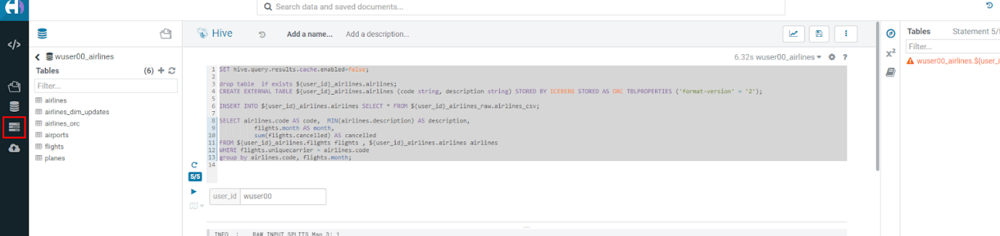 Search data and saved documents...
</>
wuser00_airlines
Tables
(6)
Filter...
airlines
airlines_dim_updates
airlines_orc
airports
flights
planes
Hive
Add a name...
Add a description...
6.32s wuser00_airlines
?
1 SET hive.query.results.cache.enabled=false;
2
3 drop table  if exists ${user_id}_airlines.airlines;
4 CREATE EXTERNAL TABLE ${user_id}_airlines.airlines (code string, description string) STORED BY ICEBERG STORED AS ORC TBLPROPERTIES ('format-version' = '2');
5
6 INSERT INTO ${user_id}_airlines.airlines SELECT * FROM ${user_id}_airlines_raw.airlines_csv;
7
8 SELECT airlines.code AS code,  MIN(airlines.description) AS description,
9 flights.month AS month,
10 sum(flights.cancelled) AS cancelled
11 FROM ${user_id}_airlines.flights flights , ${user_id}_airlines.airlines airlines
12 WHERE flights.uniquecarrier = airlines.code
13 group by airlines.code, flights.month;
14
5/5
user_id wuser00
INFO  :    RAW_INPUT_SPLITS_Map_3: 1
x²
Tables
Statement 5/5
Filter...
wuser00_airlines.${user_i